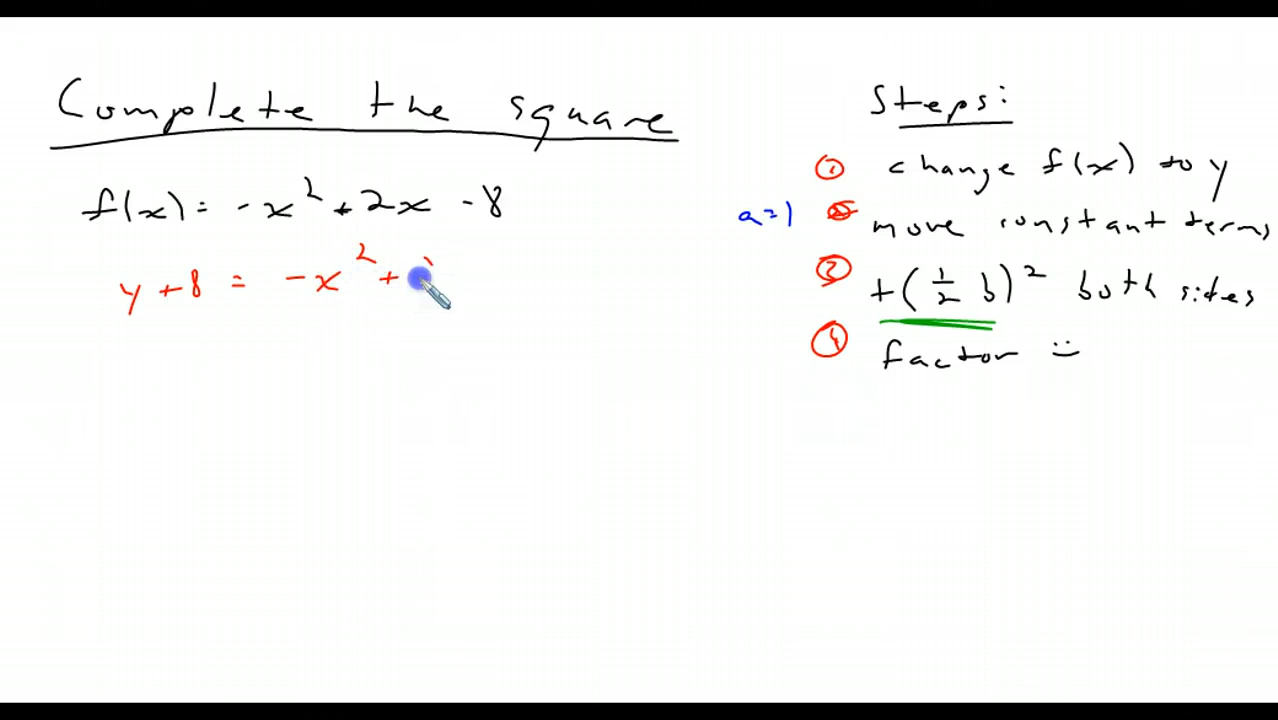 Complete the square
f(x) = -x² + 2x - 8
y + 8 = -x² +
Steps:
① change f(x) to y
a=1 ② move constant terms
③ +(½ b)² both sides
④ factor :)